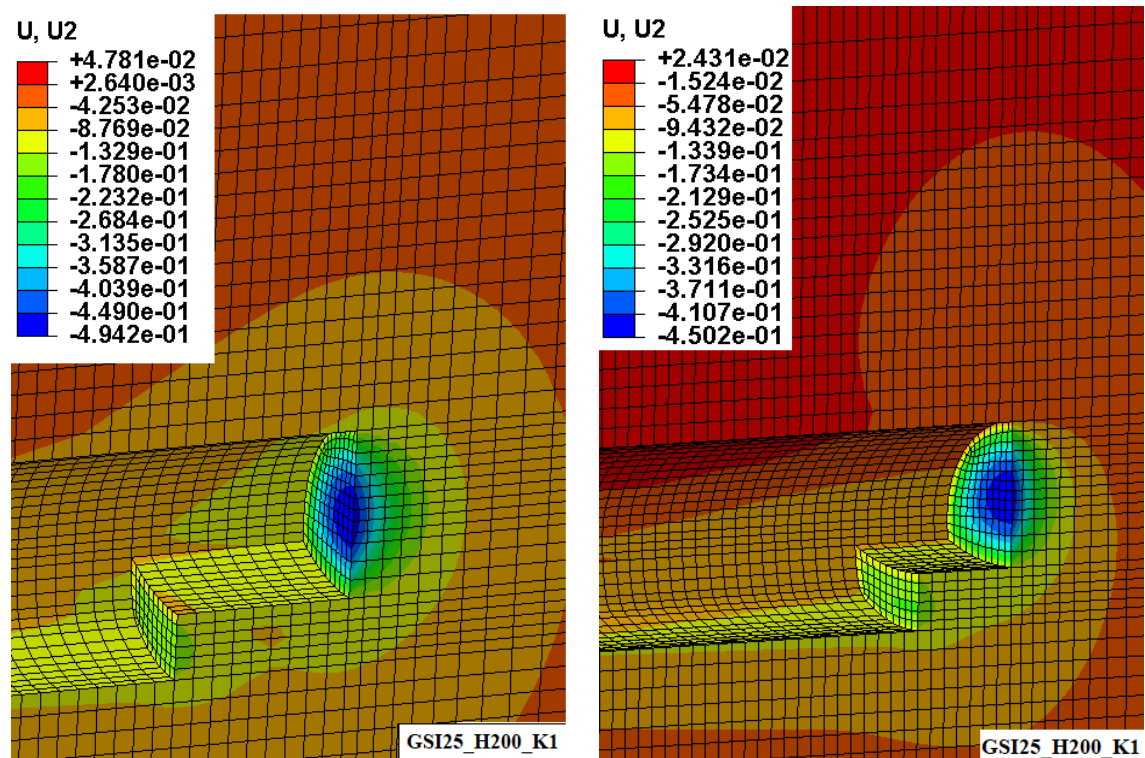 U, U2
+4.781e-02
+2.640e-03
-4.253e-02
-8.769e-02
-1.329e-01
-1.780e-01
-2.232e-01
-2.684e-01
-3.135e-01
-3.587e-01
-4.039e-01
-4.490e-01
-4.942e-01
GSI25_H200_K1
U, U2
+2.431e-02
-1.524e-02
-5.478e-02
-9.432e-02
-1.339e-01
-1.734e-01
-2.129e-01
-2.525e-01
-2.920e-01
-3.316e-01
-3.711e-01
-4.107e-01
-4.502e-01
GSI25_H200_K1